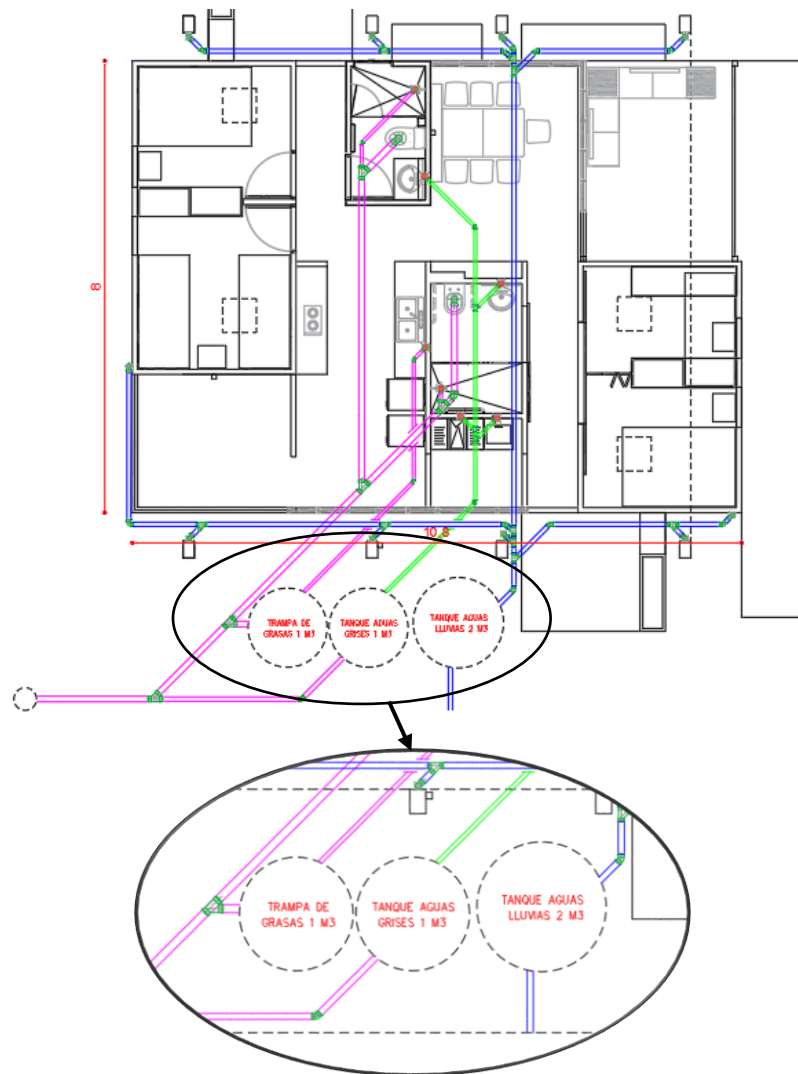 8
10,8
TRAMPA DE
GRASAS 1 M3
TANQUE AGUAS
GRISES 1 M3
TANQUE AGUAS
LLUVIAS 2 M3
TRAMPA DE
GRASAS 1 M3
TANQUE AGUAS
GRISES 1 M3
TANQUE AGUAS
LLUVIAS 2 M3